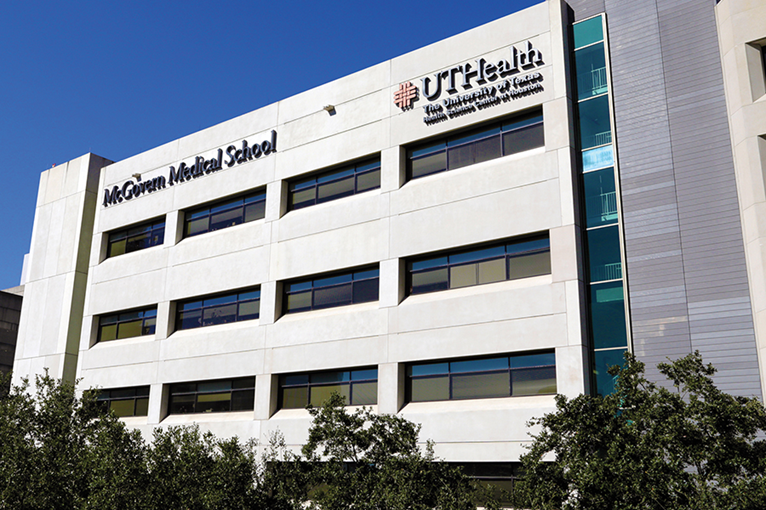 McGovern Medical School
UTHealth
The University of Texas
Health Science Center at Houston